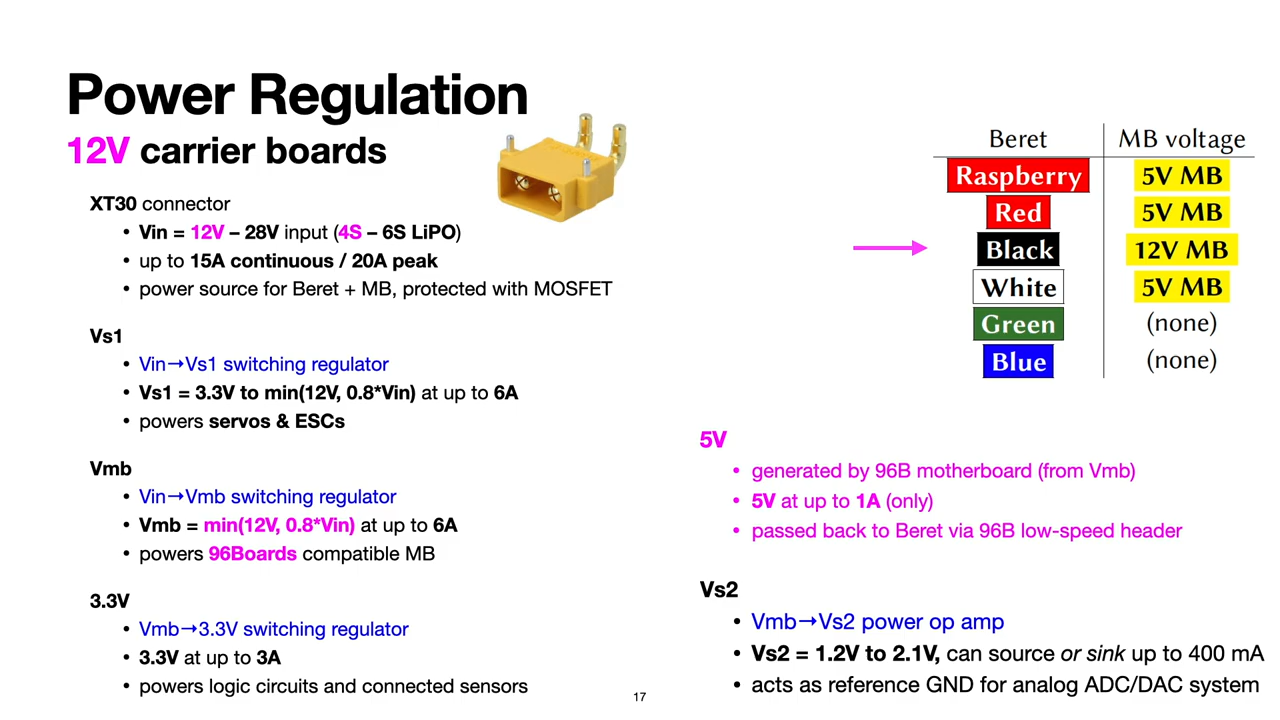 Power Regulation
12V carrier boards
XT30 connector
• Vin = 12V – 28V input (4S – 6S LiPO)
• up to 15A continuous / 20A peak
• power source for Beret + MB, protected with MOSFET
Vs1
• Vin→Vs1 switching regulator
• Vs1 = 3.3V to min(12V, 0.8*Vin) at up to 6A
• powers servos & ESCs
Vmb
• Vin→Vmb switching regulator
• Vmb = min(12V, 0.8*Vin) at up to 6A
• powers 96Boards compatible MB
3.3V
• Vmb→3.3V switching regulator
• 3.3V at up to 3A
• powers logic circuits and connected sensors
Beret MB voltage
Raspberry 5V MB
Red 5V MB
Black 12V MB
White 5V MB
Green (none)
Blue (none)
5V
• generated by 96B motherboard (from Vmb)
• 5V at up to 1A (only)
• passed back to Beret via 96B low-speed header
Vs2
• Vmb→Vs2 power op amp
• Vs2 = 1.2V to 2.1V, can source or sink up to 400 mA
• acts as reference GND for analog ADC/DAC system
17